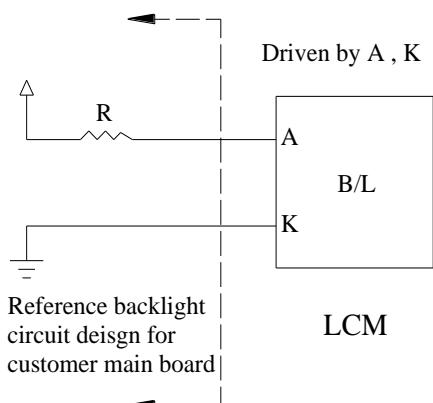 Driven by A , K
R
A
B/L
K
Reference backlight
circuit deisgn for
customer main board
LCM